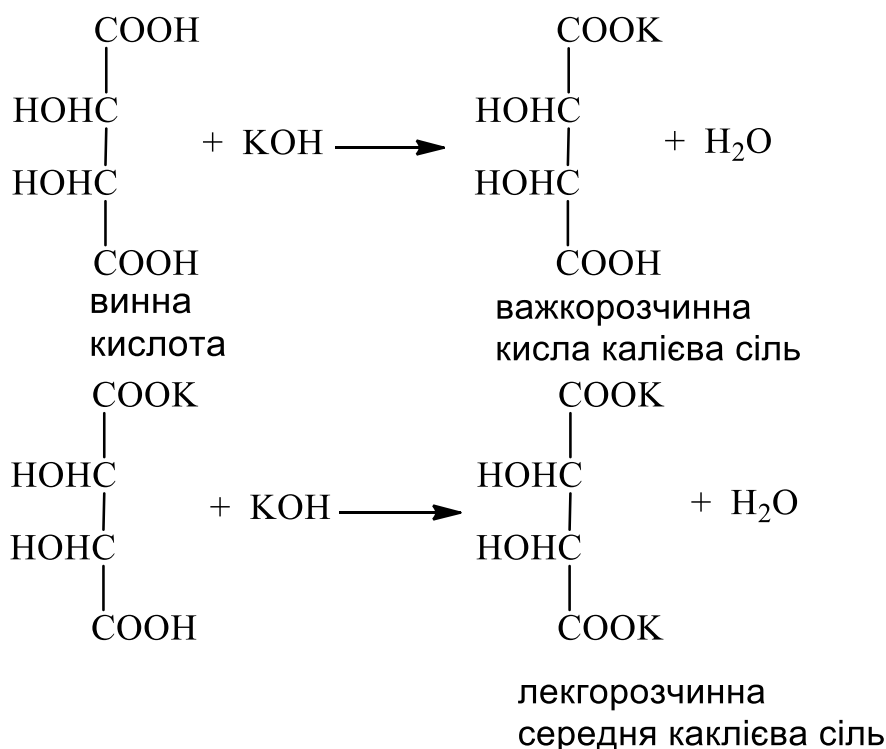 COOH COOK
HOHC HOHC
+ KOH + H₂O
HOHC HOHC
COOH COOH
винна важкорозчинна
кислота кисла калієва сіль
COOK COOK
HOHC HOHC
+ KOH + H₂O
HOHC HOHC
COOH COOK
лекгорозчинна
середня каклієва сіль